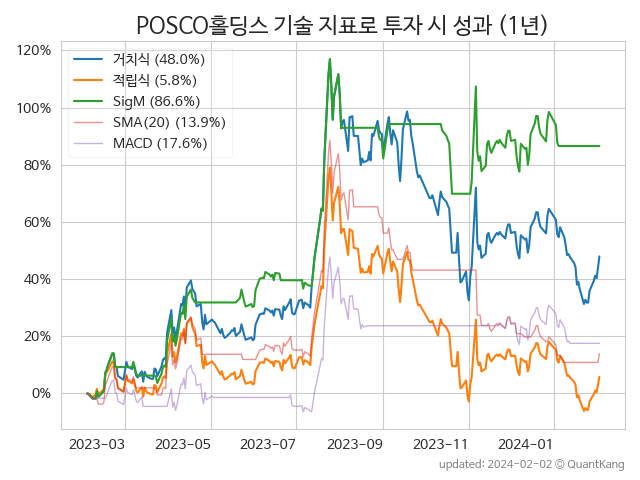 POSCO홀딩스 기술 지표로 투자 시 성과 (1년)
120%
100%
80%
60%
40%
20%
0%
거치식 (48.0%)
적립식 (5.8%)
SigM (86.6%)
SMA(20) (13.9%)
MACD (17.6%)
2023-03 2023-05 2023-07 2023-09 2023-11 2024-01
updated: 2024-02-02 ⓒ QuantKang